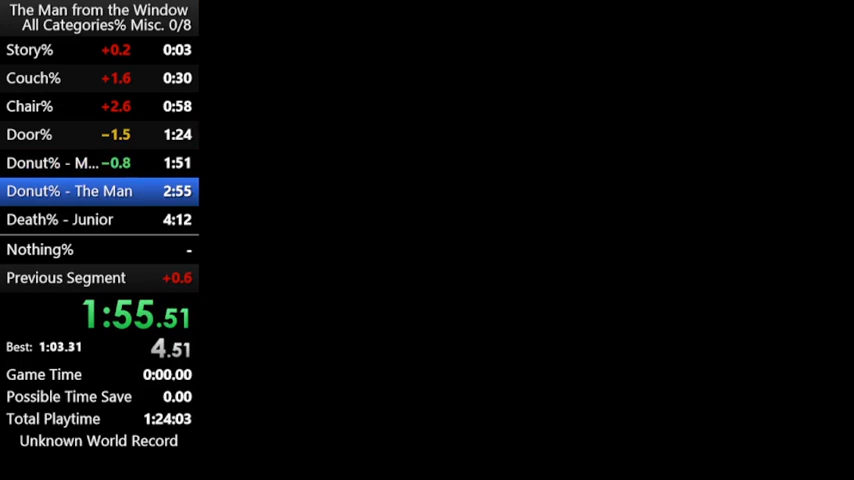 The Man from the Window
All Categories% Misc. 0/8
Story% +0.2 0:03
Couch% +1.6 0:30
Chair% +2.6 0:58
Door% −1.5 1:24
Donut% - M... −0.8 1:51
Donut% - The Man 2:55
Death% - Junior 4:12
Nothing% -
Previous Segment +0.6
1:55.51
Best: 1:03.31 4.51
Game Time 0:00.00
Possible Time Save 0.00
Total Playtime 1:24:03
Unknown World Record